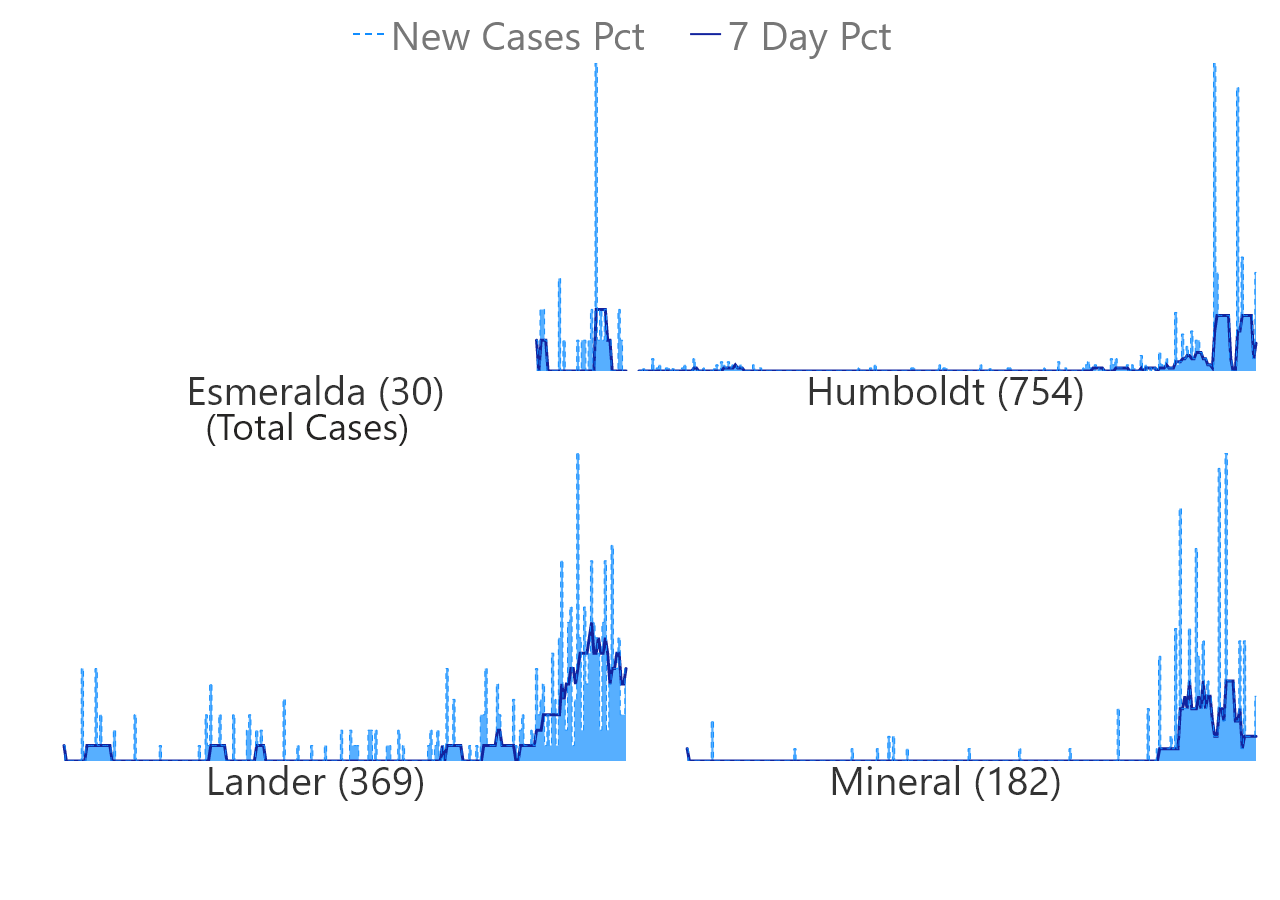 New Cases Pct 7 Day Pct
Esmeralda (30)
(Total Cases)
Humboldt (754)
Lander (369)
Mineral (182)